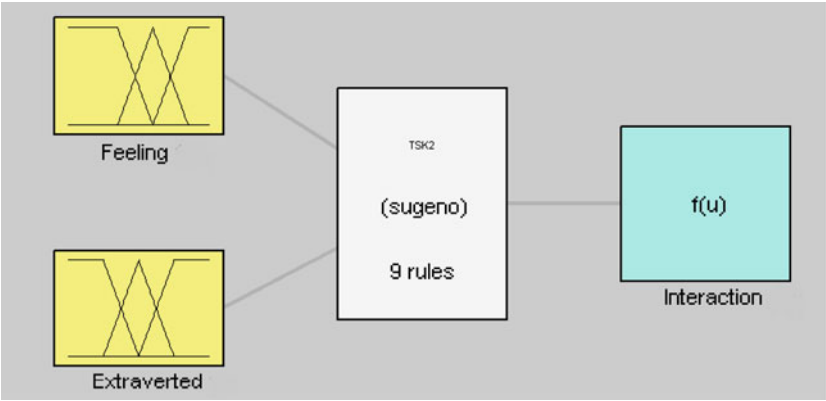 Feeling
TSK2
(sugeno)
9 rules
f(u)
Interaction
Extraverted